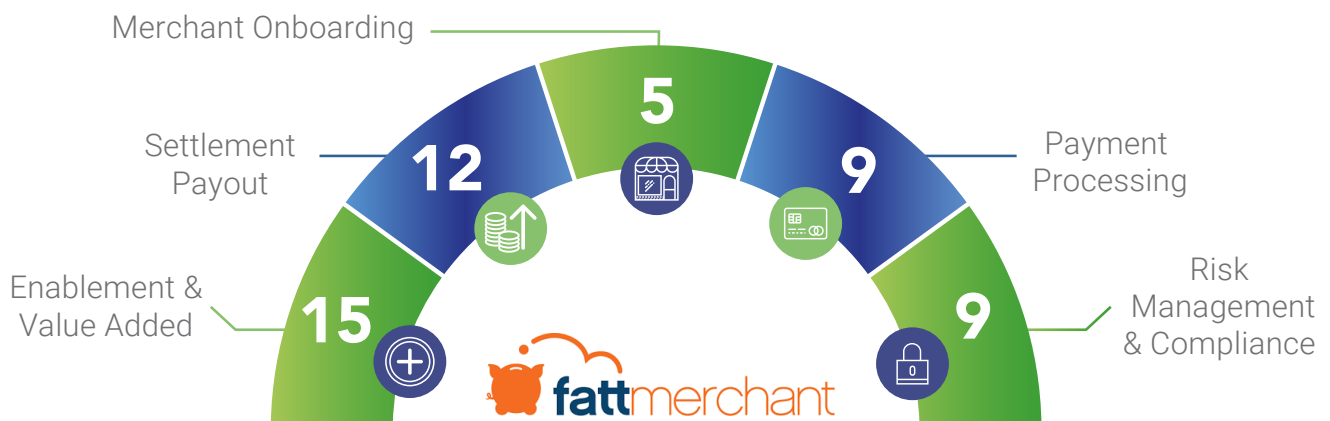 Merchant Onboarding
5
Settlement
Payout
12
9
Payment
Processing
Enablement &
Value Added
15
9
Risk
Management
& Compliance
0
fattmerchant